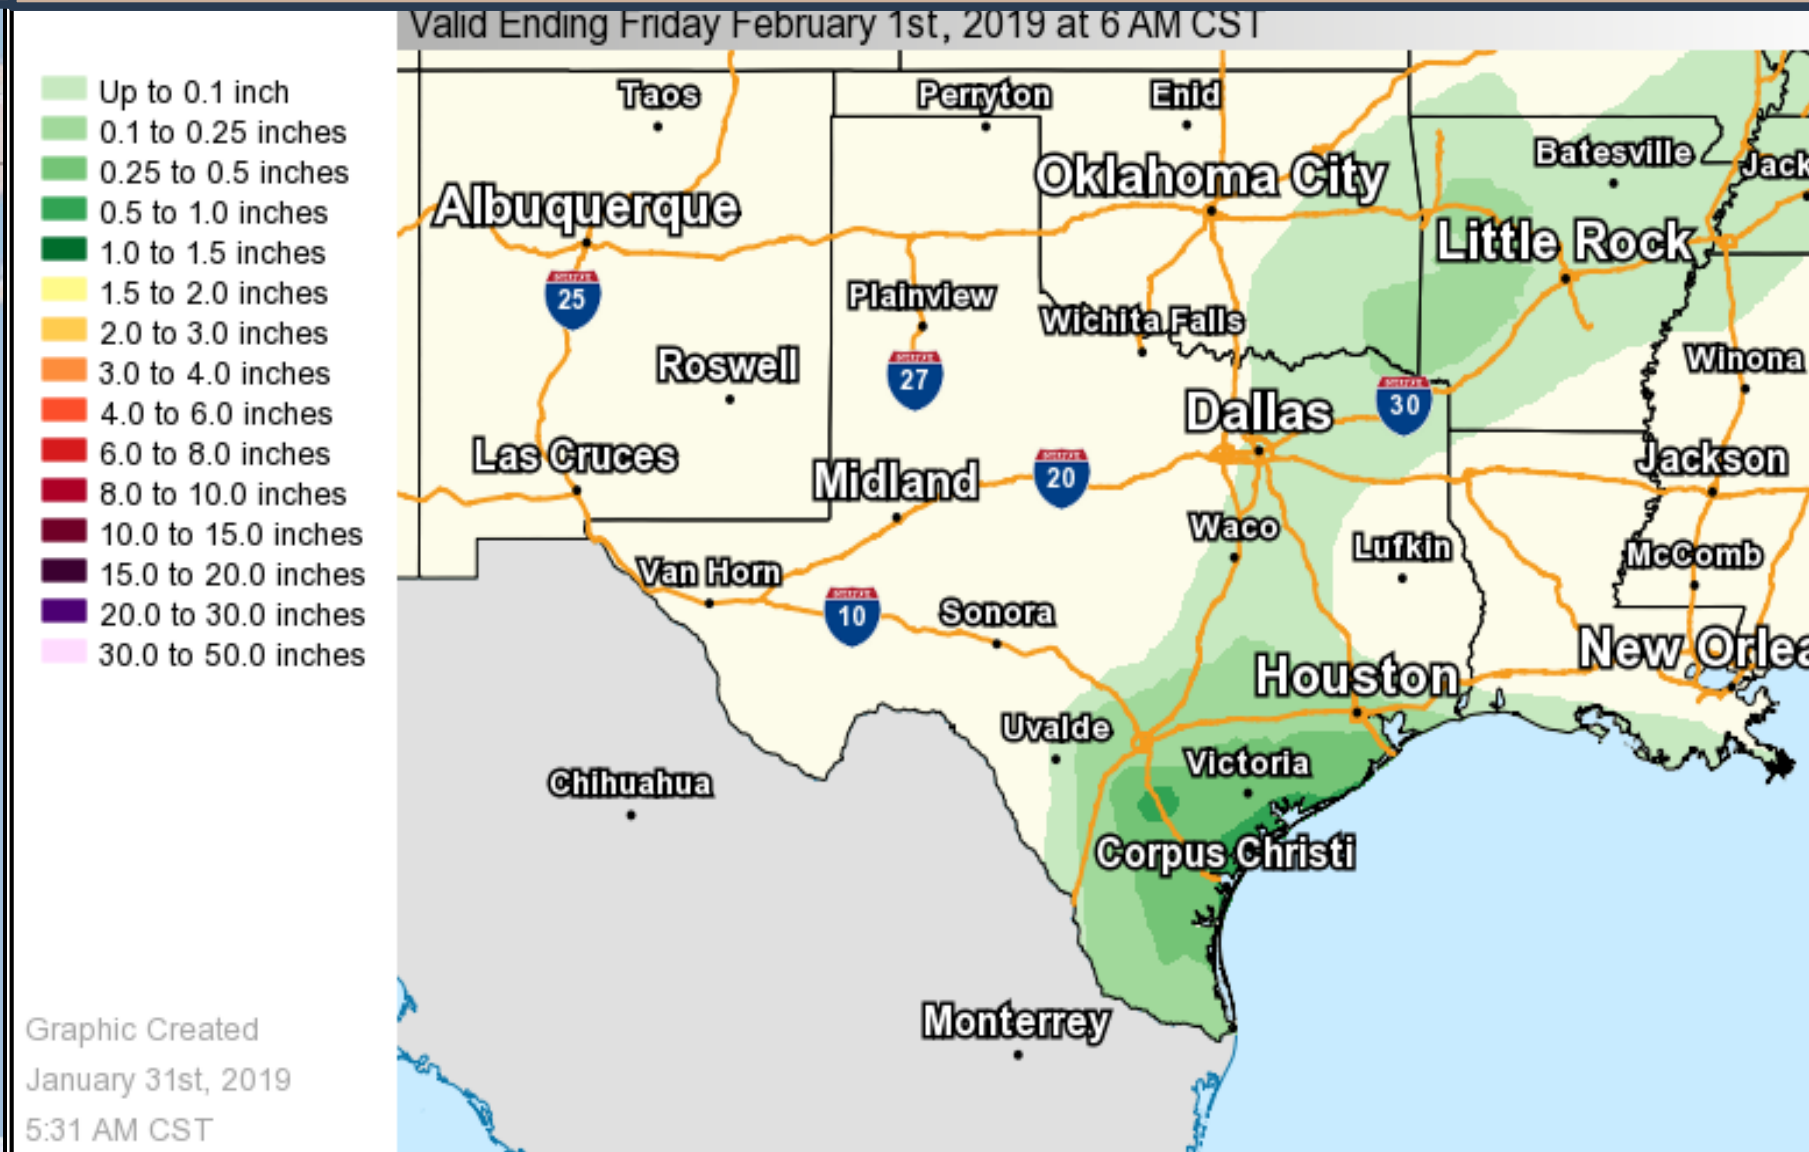 Valid Ending Friday February 1st, 2019 at 6 AM CST
Up to 0.1 inch
0.1 to 0.25 inches
0.25 to 0.5 inches
0.5 to 1.0 inches
1.0 to 1.5 inches
1.5 to 2.0 inches
2.0 to 3.0 inches
3.0 to 4.0 inches
4.0 to 6.0 inches
6.0 to 8.0 inches
8.0 to 10.0 inches
10.0 to 15.0 inches
15.0 to 20.0 inches
20.0 to 30.0 inches
30.0 to 50.0 inches
Graphic Created
January 31st, 2019
5:31 AM CST
Taos
Perryton
Enid
Batesville
Jack
Oklahoma City
Albuquerque
Little Rock
25
Plainview
Wichita Falls
Roswell
27
Winona
30
Dallas
Las Cruces
Midland
20
Jackson
Waco
Lufkin
McComb
Van Horn
10
Sonora
New Orlea
Houston
Uvalde
Victoria
Chihuahua
Corpus Christi
Monterrey